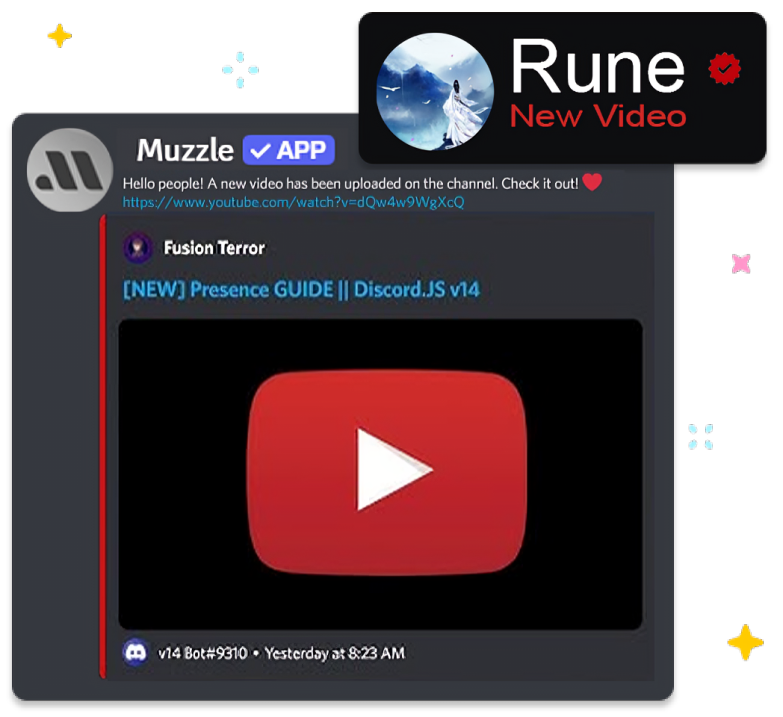 Rune
New Video
Muzzle ✓ APP
Hello people! A new video has been uploaded on the channel. Check it out! ❤️
https://www.youtube.com/watch?v=dQw4w9WgXcQ
Fusion Terror
[NEW] Presence GUIDE || Discord.JS v14
v14 Bot#9310 • Yesterday at 8:23 AM